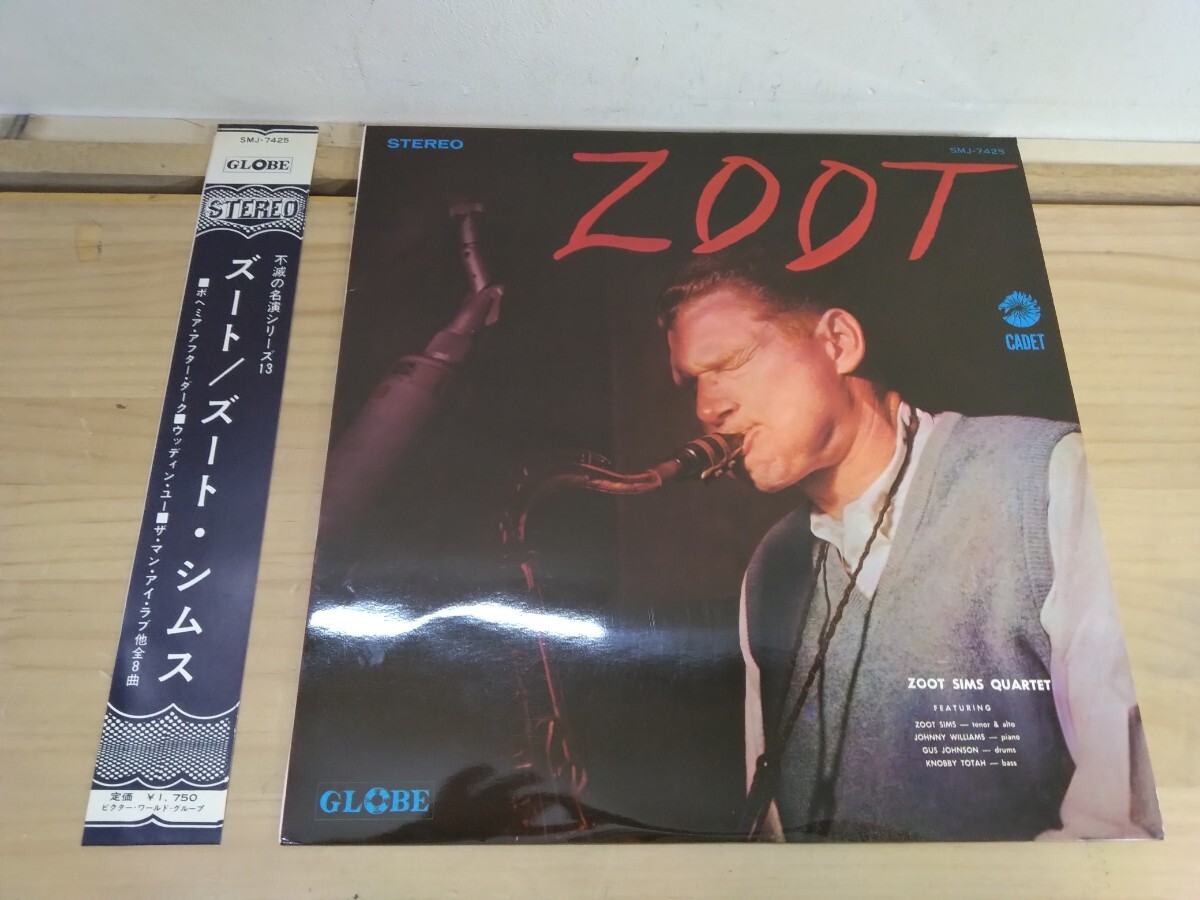 SMJ-7425
GLOBE
STEREO
不滅の名演シリーズ13
ズート/ズート・シムス
■ボヘミア・アフター・ダーク■ウッディン・ユー■ザ・マン・アイ・ラブ他全8曲
定価 ¥1,750
ビクター・ワールド・グループ
STEREO
SMJ-7425
ZOOT
CADET
ZOOT SIMS QUARTET
FEATURING
ZOOT SIMS — tenor & alto
JOHNNY WILLIAMS — piano
GUS JOHNSON — drums
KNOBBY TOTAH — bass
GLOBE